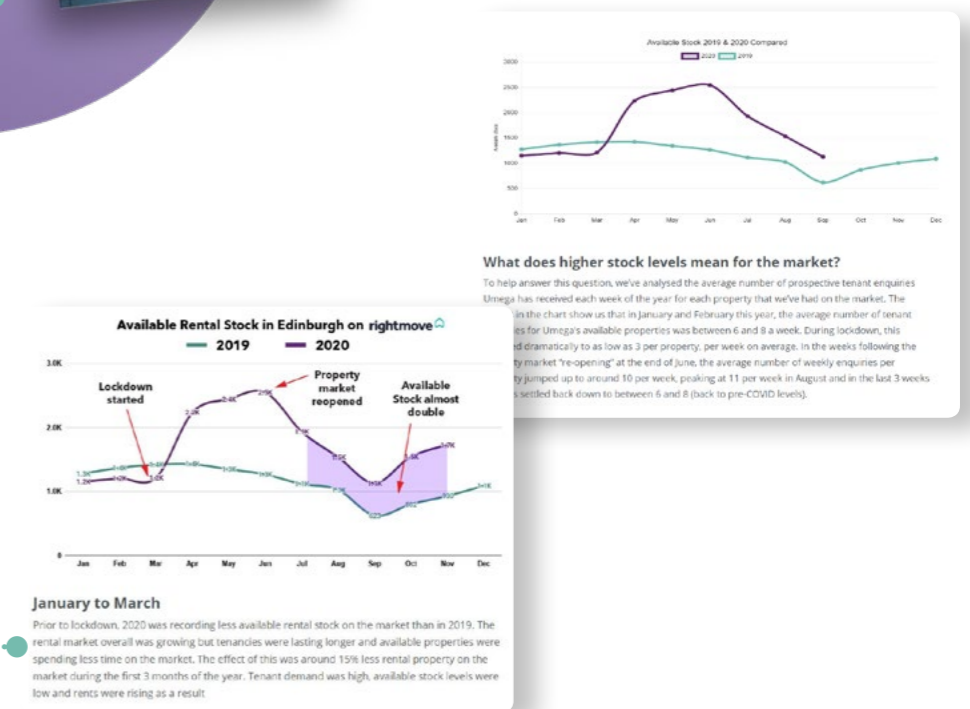 Available Stock 2019 & 2020 Compared
2020 2019
3000
2500
2000
1500
1000
500
0
Jan Feb Mar Apr May Jun Jul Aug Sep Oct Nov Dec
What does higher stock levels mean for the market?
To help answer this question, we've analysed the average number of prospective tenant enquiries
Umega has received each week of the year for each property that we've had on the market. The
in the chart show us that in January and February this year, the average number of tenant
es for Umega's available properties was between 6 and 8 a week. During lockdown, this
d dramatically to as low as 3 per property, per week on average. In the weeks following the
ty market "re-opening" at the end of June, the average number of weekly enquiries per
ty jumped up to around 10 per week, peaking at 11 per week in August and in the last 3 weeks
s settled back down to between 6 and 8 (back to pre-COVID levels).
Available Rental Stock in Edinburgh on rightmove
2019 2020
3.0K
2.0K
1.0K
0
Lockdown
started
Property
market
reopened
Available
Stock almost
double
Jan Feb Mar Apr May Jun Jul Aug Sep Oct Nov Dec
January to March
Prior to lockdown, 2020 was recording less available rental stock on the market than in 2019. The
rental market overall was growing but tenancies were lasting longer and available properties were
spending less time on the market. The effect of this was around 15% less rental property on the
market during the first 3 months of the year. Tenant demand was high, available stock levels were
low and rents were rising as a result